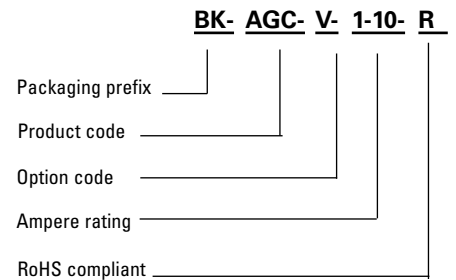 BK- AGC- V- 1-10- R
Packaging prefix
Product code
Option code
Ampere rating
RoHS compliant